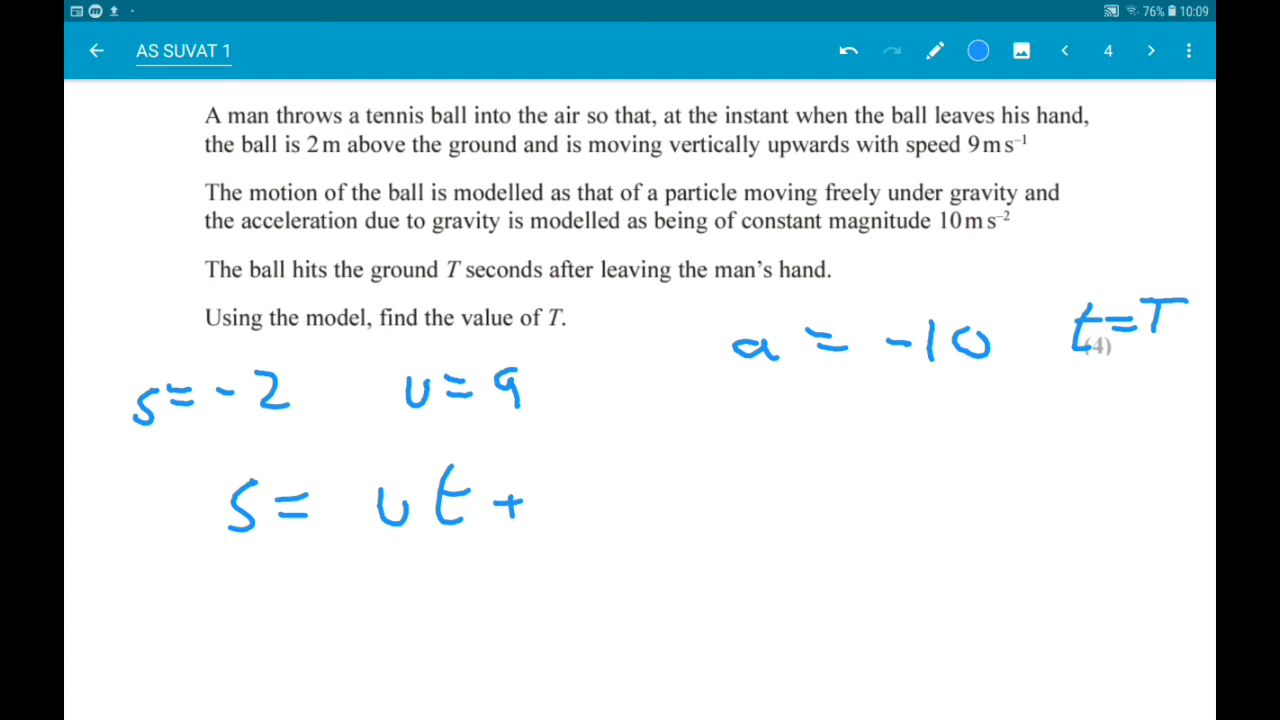 76% 10:09
AS SUVAT 1
4
A man throws a tennis ball into the air so that, at the instant when the ball leaves his hand,
the ball is 2 m above the ground and is moving vertically upwards with speed 9 m s⁻¹
The motion of the ball is modelled as that of a particle moving freely under gravity and
the acceleration due to gravity is modelled as being of constant magnitude 10 m s⁻²
The ball hits the ground T seconds after leaving the man's hand.
Using the model, find the value of T.
(4)
s = -2 u = 9 a = -10 t = T
s = ut +